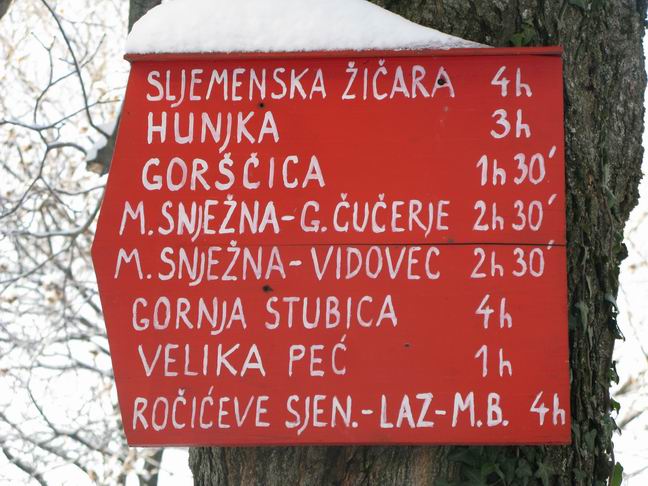 SLJEMENSKA ŽIČARA 4h
HUNJKA 3h
GORŠČICA 1h 30´
M. SNJEŽNA-G. ČUČERJE 2h 30´
M. SNJEŽNA-VIDOVEC 2h 30´
GORNJA STUBICA 4h
VELIKA PEĆ 1h
ROČIĆEVE SJEN.-LAZ-M.B. 4h